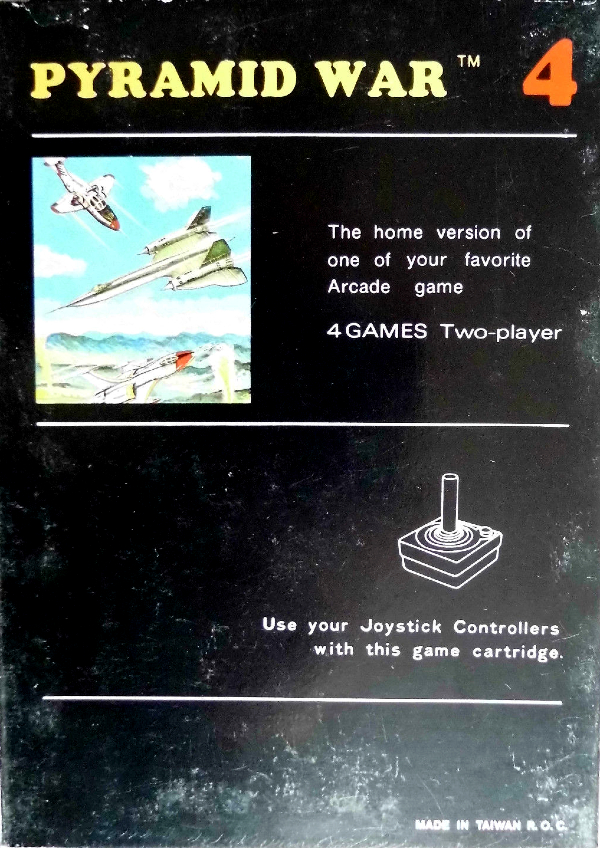 PYRAMID WAR™ 4
The home version of
one of your favorite
Arcade game
4 GAMES Two-player
Use your Joystick Controllers
with this game cartridge.
MADE IN TAIWAN R. O. C.